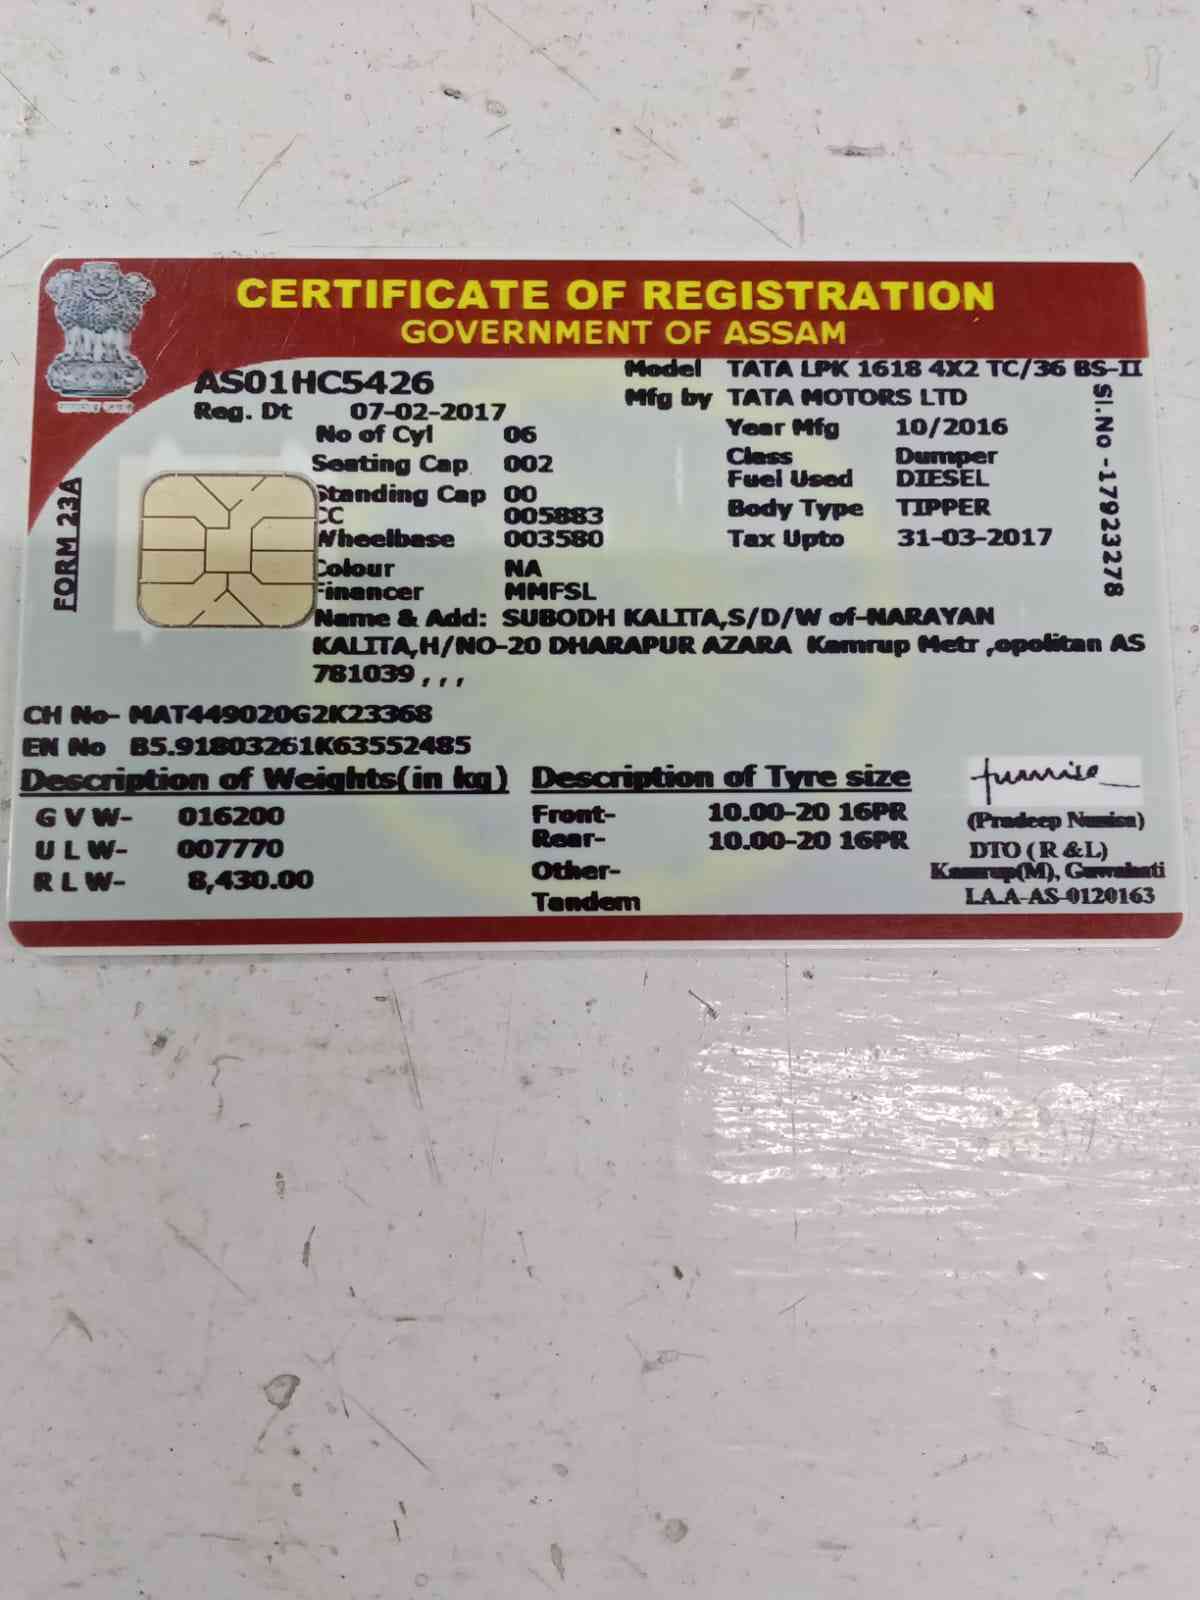 CERTIFICATE OF REGISTRATION
GOVERNMENT OF ASSAM
AS01HC5426
Reg. Dt 07-02-2017
No of Cyl 06
Seating Cap 002
Standing Cap 00
CC 005883
Wheelbase 003580
Colour NA
Financer MMFSL
Model TATA LPK 1618 4X2 TC/36 BS-II
Mfg by TATA MOTORS LTD
Year Mfg 10/2016
Class Dumper
Fuel Used DIESEL
Body Type TIPPER
Tax Upto 31-03-2017
Sl.No -17923278
FORM 23A
Name & Add: SUBODH KALITA,S/D/W of-NARAYAN
KALITA,H/NO-20 DHARAPUR AZARA Kamrup Metr ,opolitan AS
781039 , , ,
CH No- MAT449020G2K23368
EN No B5.91803261K63552485
Description of Weights(in kg)
G V W- 016200
U L W- 007770
R L W- 8,430.00
Description of Tyre size
Front- 10.00-20 16PR
Rear- 10.00-20 16PR
Other-
Tandem
(Pradeep Nunisa)
DTO ( R & L)
Kamrup(M), Guwahati
I.A.A-AS-0120163